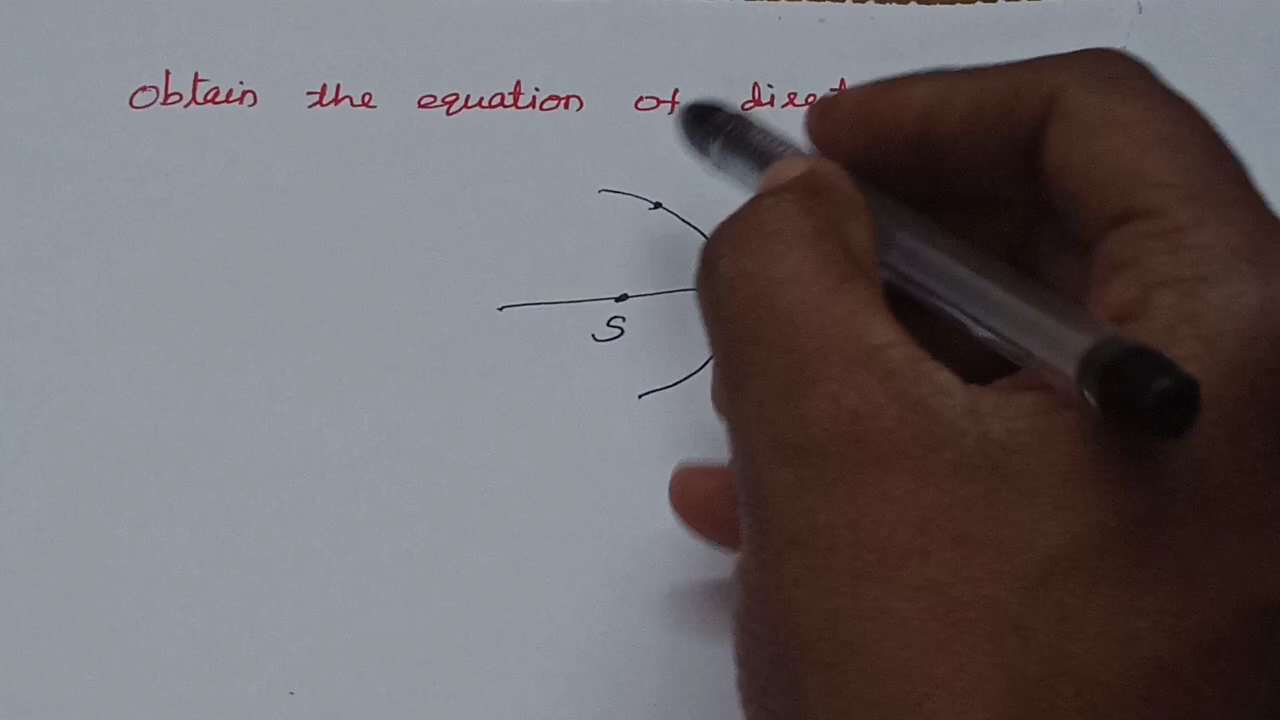 obtain the equation of
S